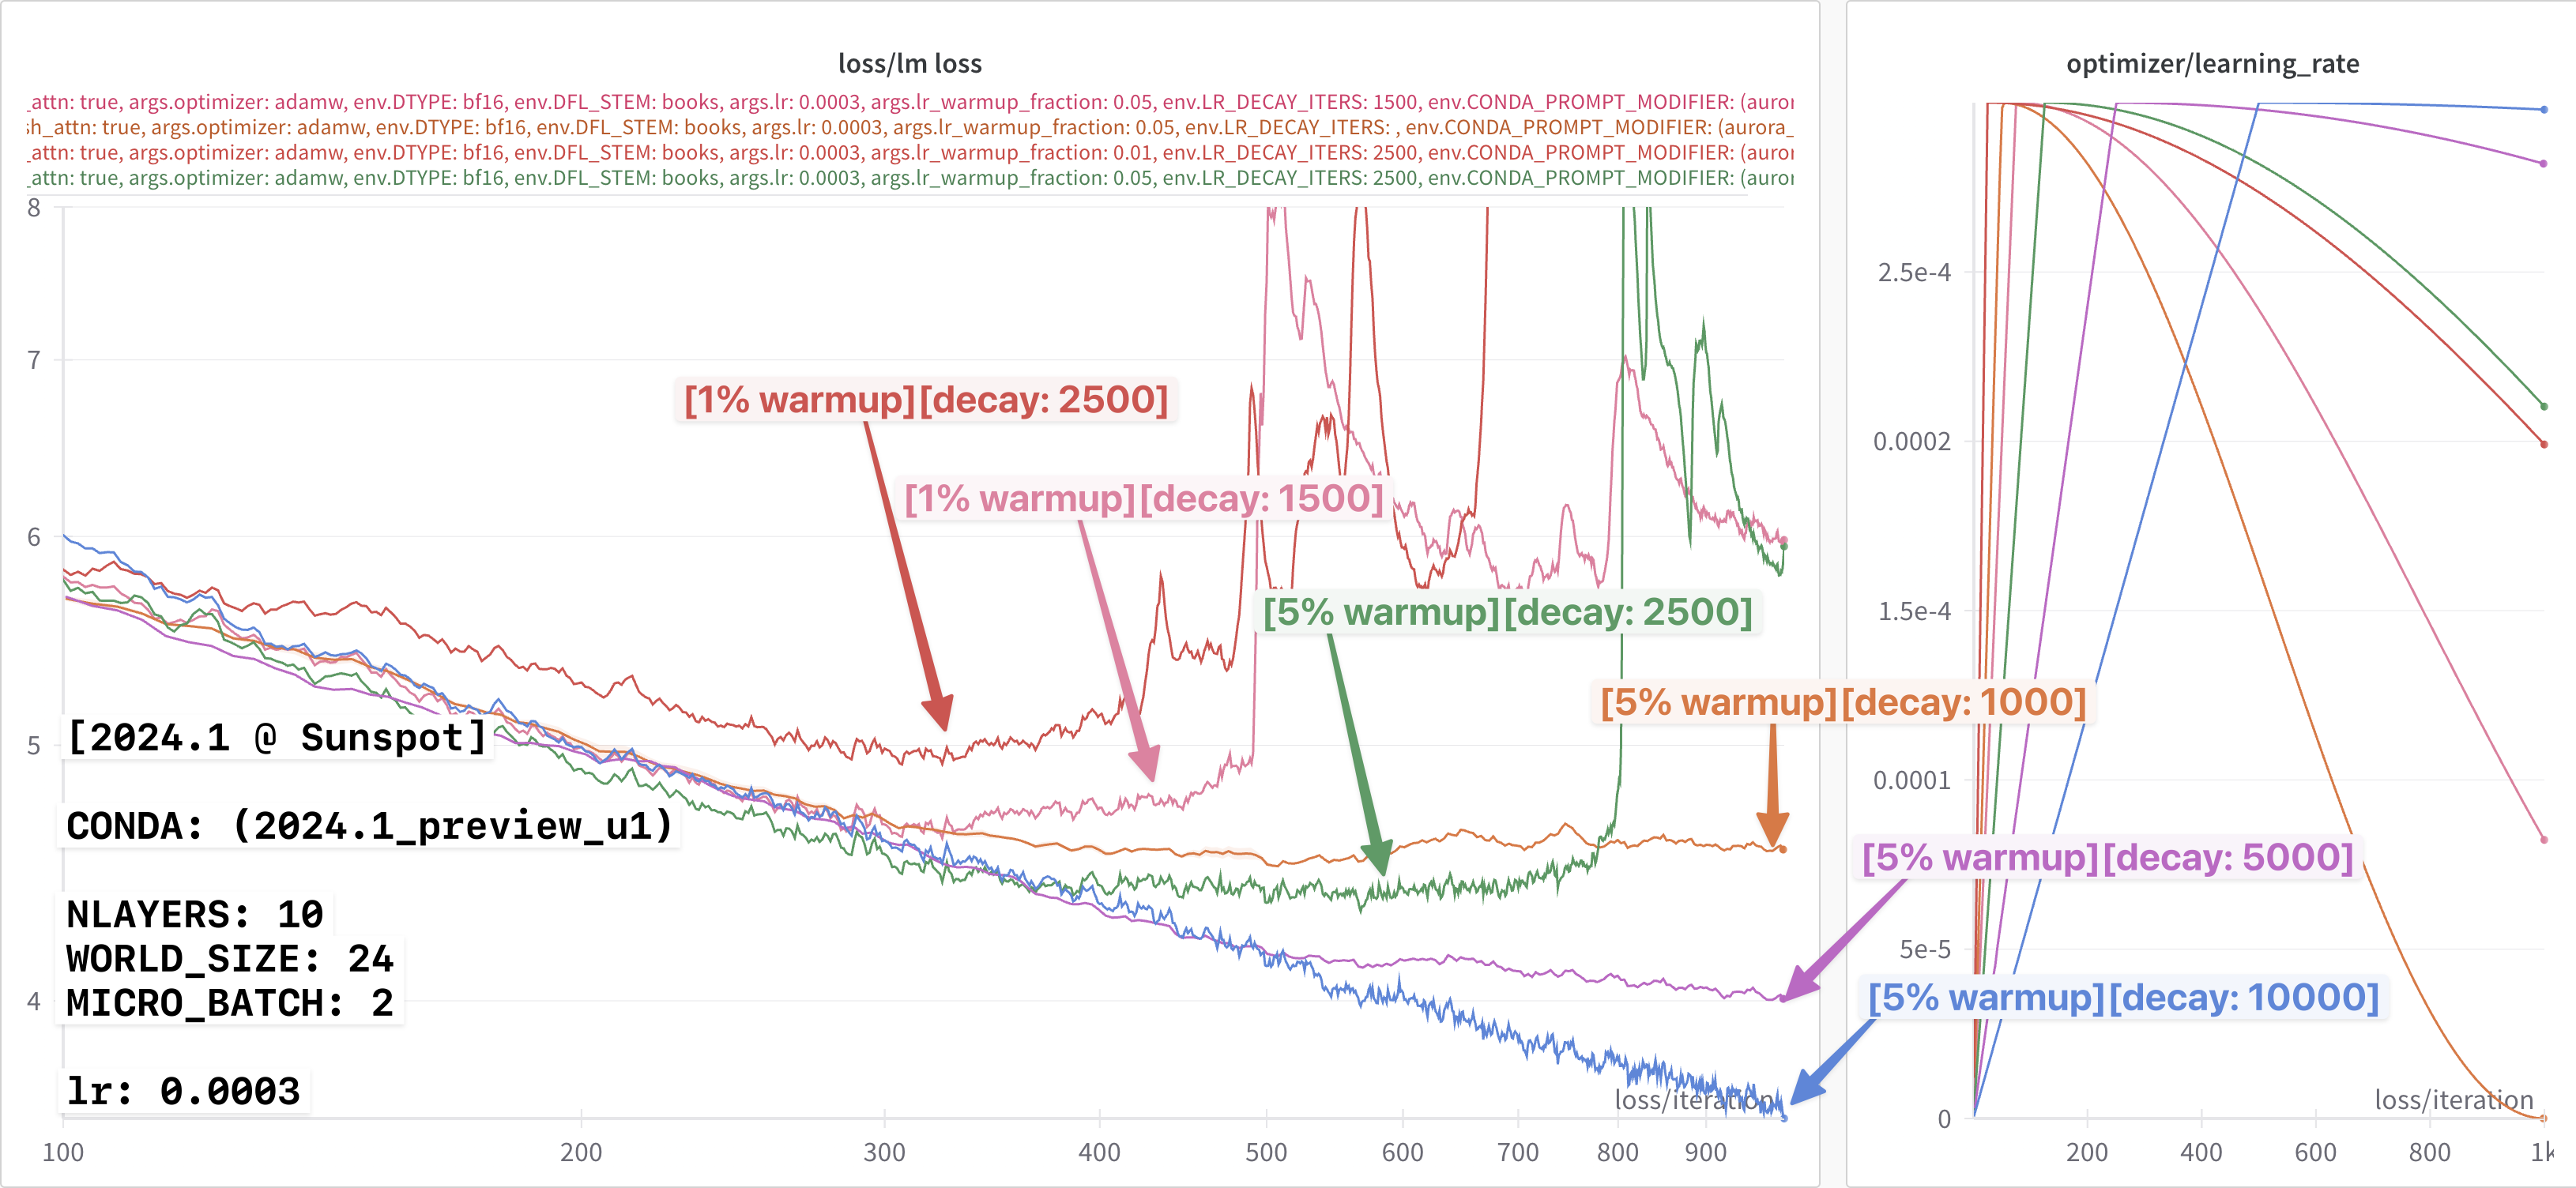 loss/lm loss
_attn: true, args.optimizer: adamw, env.DTYPE: bf16, env.DFL_STEM: books, args.lr: 0.0003, args.lr_warmup_fraction: 0.05, env.LR_DECAY_ITERS: 1500, env.CONDA_PROMPT_MODIFIER: (auror
sh_attn: true, args.optimizer: adamw, env.DTYPE: bf16, env.DFL_STEM: books, args.lr: 0.0003, args.lr_warmup_fraction: 0.05, env.LR_DECAY_ITERS: , env.CONDA_PROMPT_MODIFIER: (aurora_
_attn: true, args.optimizer: adamw, env.DTYPE: bf16, env.DFL_STEM: books, args.lr: 0.0003, args.lr_warmup_fraction: 0.01, env.LR_DECAY_ITERS: 2500, env.CONDA_PROMPT_MODIFIER: (auror
_attn: true, args.optimizer: adamw, env.DTYPE: bf16, env.DFL_STEM: books, args.lr: 0.0003, args.lr_warmup_fraction: 0.05, env.LR_DECAY_ITERS: 2500, env.CONDA_PROMPT_MODIFIER: (auror
8
7
6
5
4
[1% warmup][decay: 2500]
[1% warmup][decay: 1500]
[5% warmup][decay: 2500]
[5% warmup][decay: 1000]
[5% warmup][decay: 5000]
[5% warmup][decay: 10000]
[2024.1 @ Sunspot]
CONDA: (2024.1_preview_u1)
NLAYERS: 10
WORLD_SIZE: 24
MICRO_BATCH: 2
lr: 0.0003
loss/iteration
100 200 300 400 500 600 700 800 900
optimizer/learning_rate
2.5e-4
0.0002
1.5e-4
0.0001
5e-5
0
loss/iteration
200 400 600 800 1k